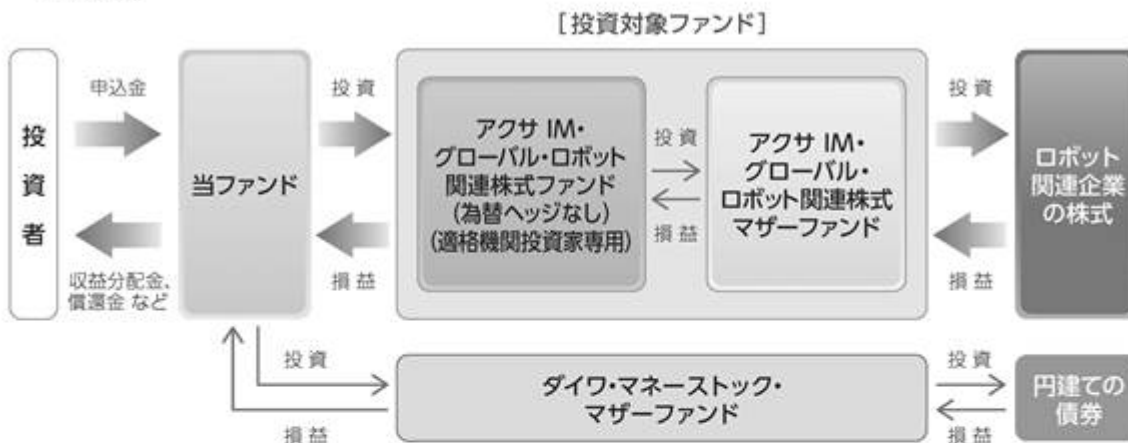 [投資対象ファンド]
投資者
申込金
収益分配金、
償還金 など
当ファンド
投資
損益
アクサ IM・
グローバル・ロボット
関連株式ファンド
(為替ヘッジなし)
(適格機関投資家専用)
投資
損益
アクサ IM・
グローバル・
ロボット関連株式
マザーファンド
投資
損益
ロボット
関連企業
の株式
投資
損益
ダイワ・マネーストック・
マザーファンド
投資
損益
円建ての
債券